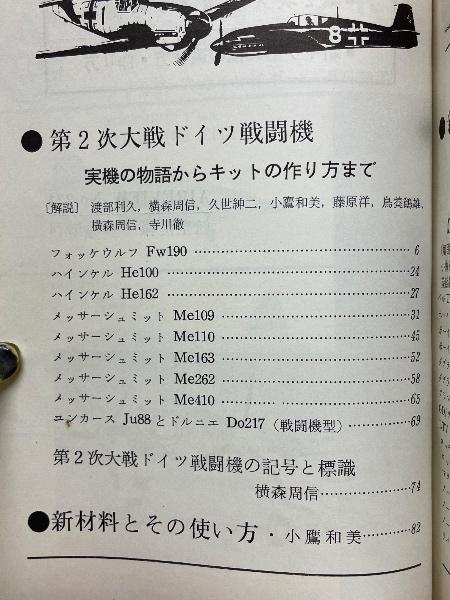 8
●第2次大戦ドイツ戦闘機
実機の物語からキットの作り方まで
〔解説〕渡部利久，横森周信，久世紳二，小鷹和美，藤原洋，鳥養鶴雄，
横森周信，寺川徹
フォッケウルフ Fw190 ……………………………… 6
ハインケル He100 ……………………………… 24
ハインケル He162 ……………………………… 27
メッサーシュミット Me109 ……………………………… 31
メッサーシュミット Me110 ……………………………… 45
メッサーシュミット Me163 ……………………………… 52
メッサーシュミット Me262 ……………………………… 58
メッサーシュミット Me410 ……………………………… 65
ユンカース Ju88 とドルニエ Do217（戦闘機型）……………… 69
第2次大戦ドイツ戦闘機の記号と標識
横森周信 ……………… 74
●新材料とその使い方・小鷹和美 ………… 82